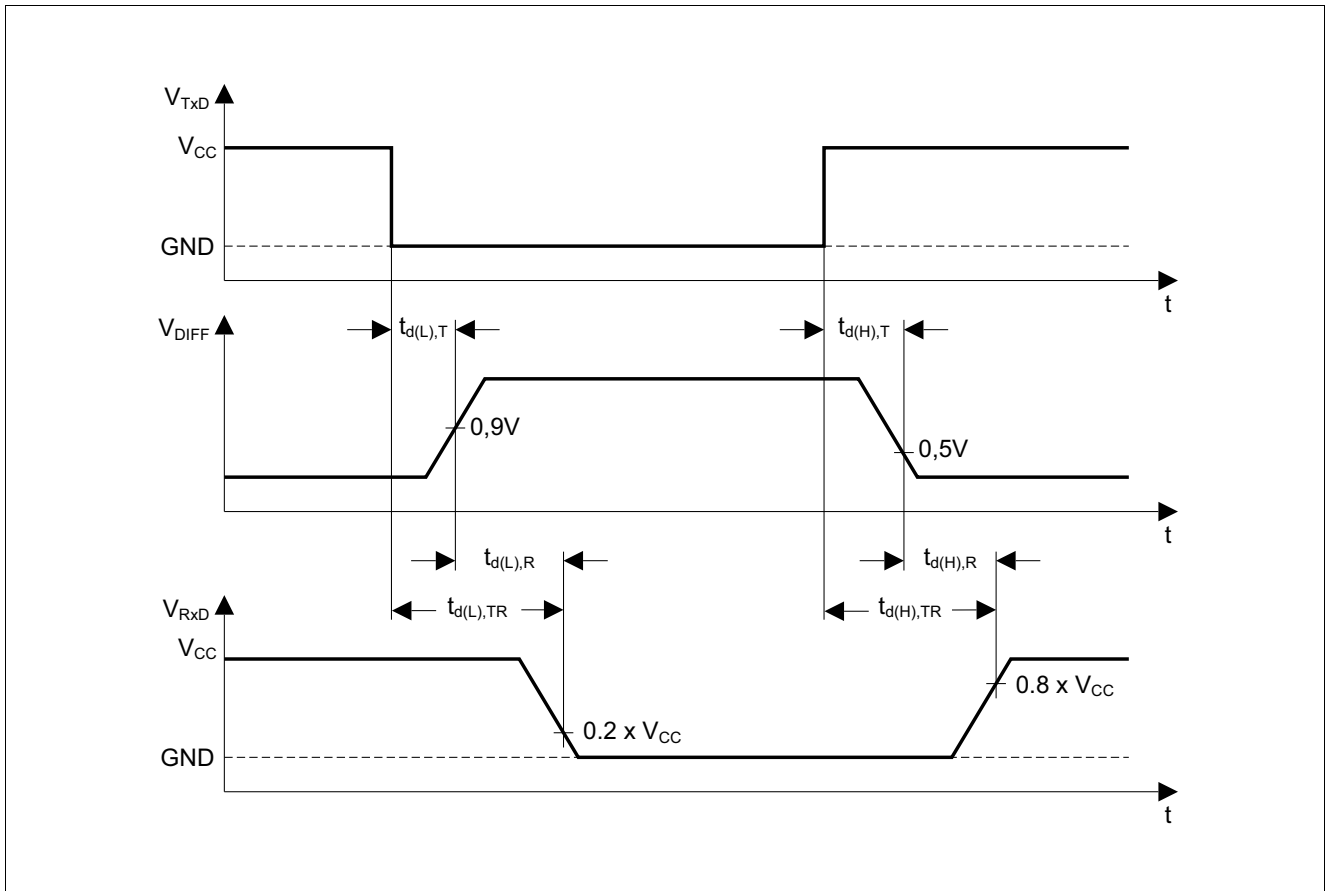 V_TxD
V_CC
GND
t
V_DIFF
t_d(L),T
t_d(H),T
0,9V
0,5V
t
t_d(L),R
t_d(H),R
V_RxD
t_d(L),TR
t_d(H),TR
V_CC
0.8 x V_CC
0.2 x V_CC
GND
t